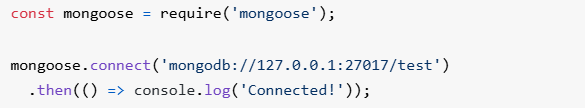 const mongoose = require('mongoose');
mongoose.connect('mongodb://127.0.0.1:27017/test')
.then(() => console.log('Connected!'));